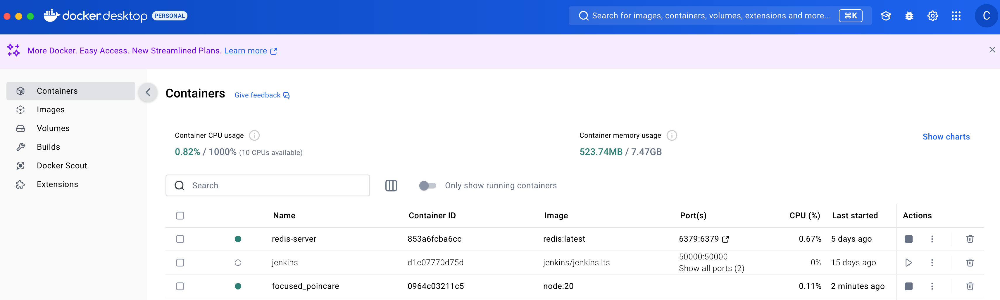 docker desktop PERSONAL
Search for images, containers, volumes, extensions and more... ⌘K
C
More Docker. Easy Access. New Streamlined Plans. Learn more
Containers
Images
Volumes
Builds
Docker Scout
Extensions
Containers Give feedback
Container CPU usage
0.82% / 1000% (10 CPUs available)
Container memory usage
523.74MB / 7.47GB
Show charts
Search
Only show running containers
Name Container ID Image Port(s) CPU (%) Last started Actions
redis-server 853a6fcba6cc redis:latest 6379:6379 0.67% 5 days ago
jenkins d1e07770d75d jenkins/jenkins:lts 50000:50000 0% 15 days ago
Show all ports (2)
focused_poincare 0964c03211c5 node:20 0.11% 2 minutes ago